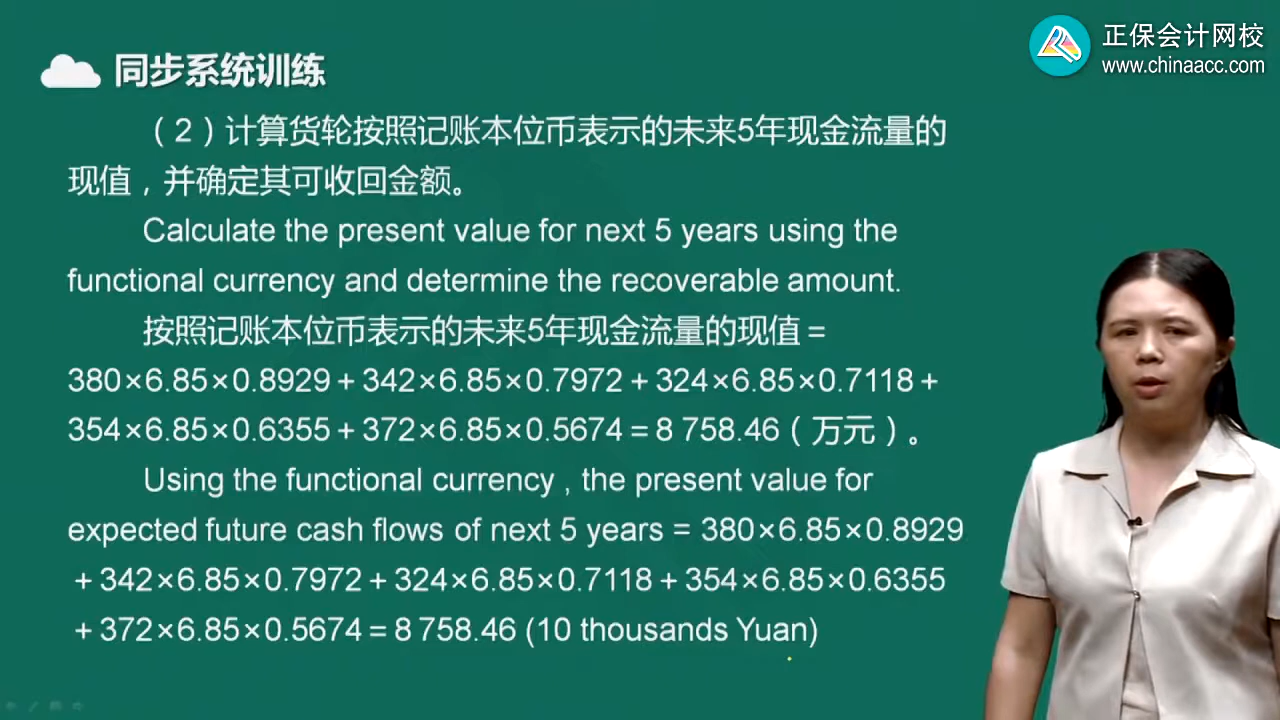 正保会计网校
www.chinaacc.com
同步系统训练
（2）计算货轮按照记账本位币表示的未来5年现金流量的
现值，并确定其可收回金额。
Calculate the present value for next 5 years using the
functional currency and determine the recoverable amount.
按照记账本位币表示的未来5年现金流量的现值＝
380×6.85×0.8929＋342×6.85×0.7972＋324×6.85×0.7118＋
354×6.85×0.6355＋372×6.85×0.5674＝8 758.46（万元）。
Using the functional currency , the present value for
expected future cash flows of next 5 years = 380×6.85×0.8929
＋342×6.85×0.7972＋324×6.85×0.7118＋354×6.85×0.6355
＋372×6.85×0.5674＝8 758.46 (10 thousands Yuan)